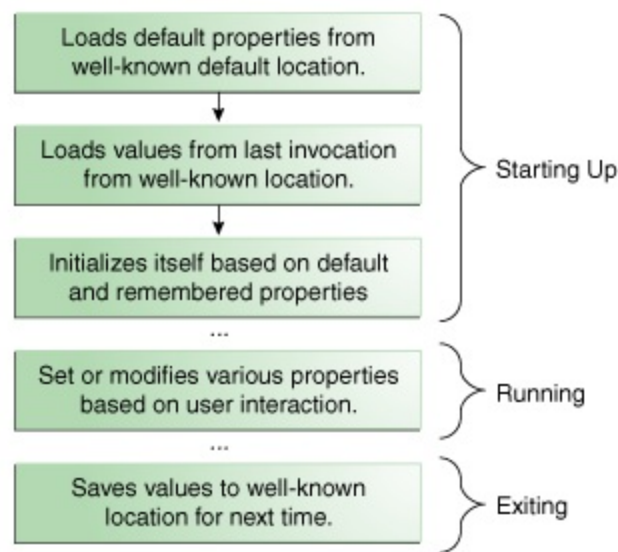 Loads default properties from
well-known default location.
Loads values from last invocation
from well-known location.
Starting Up
Initializes itself based on default
and remembered properties
...
Set or modifies various properties
based on user interaction.
Running
...
Saves values to well-known
location for next time.
Exiting